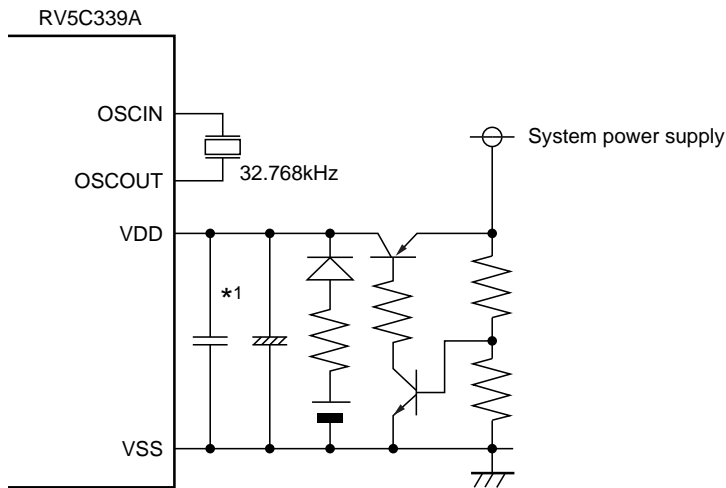 RV5C339A
OSCIN
OSCOUT
32.768kHz
System power supply
VDD
*1
VSS